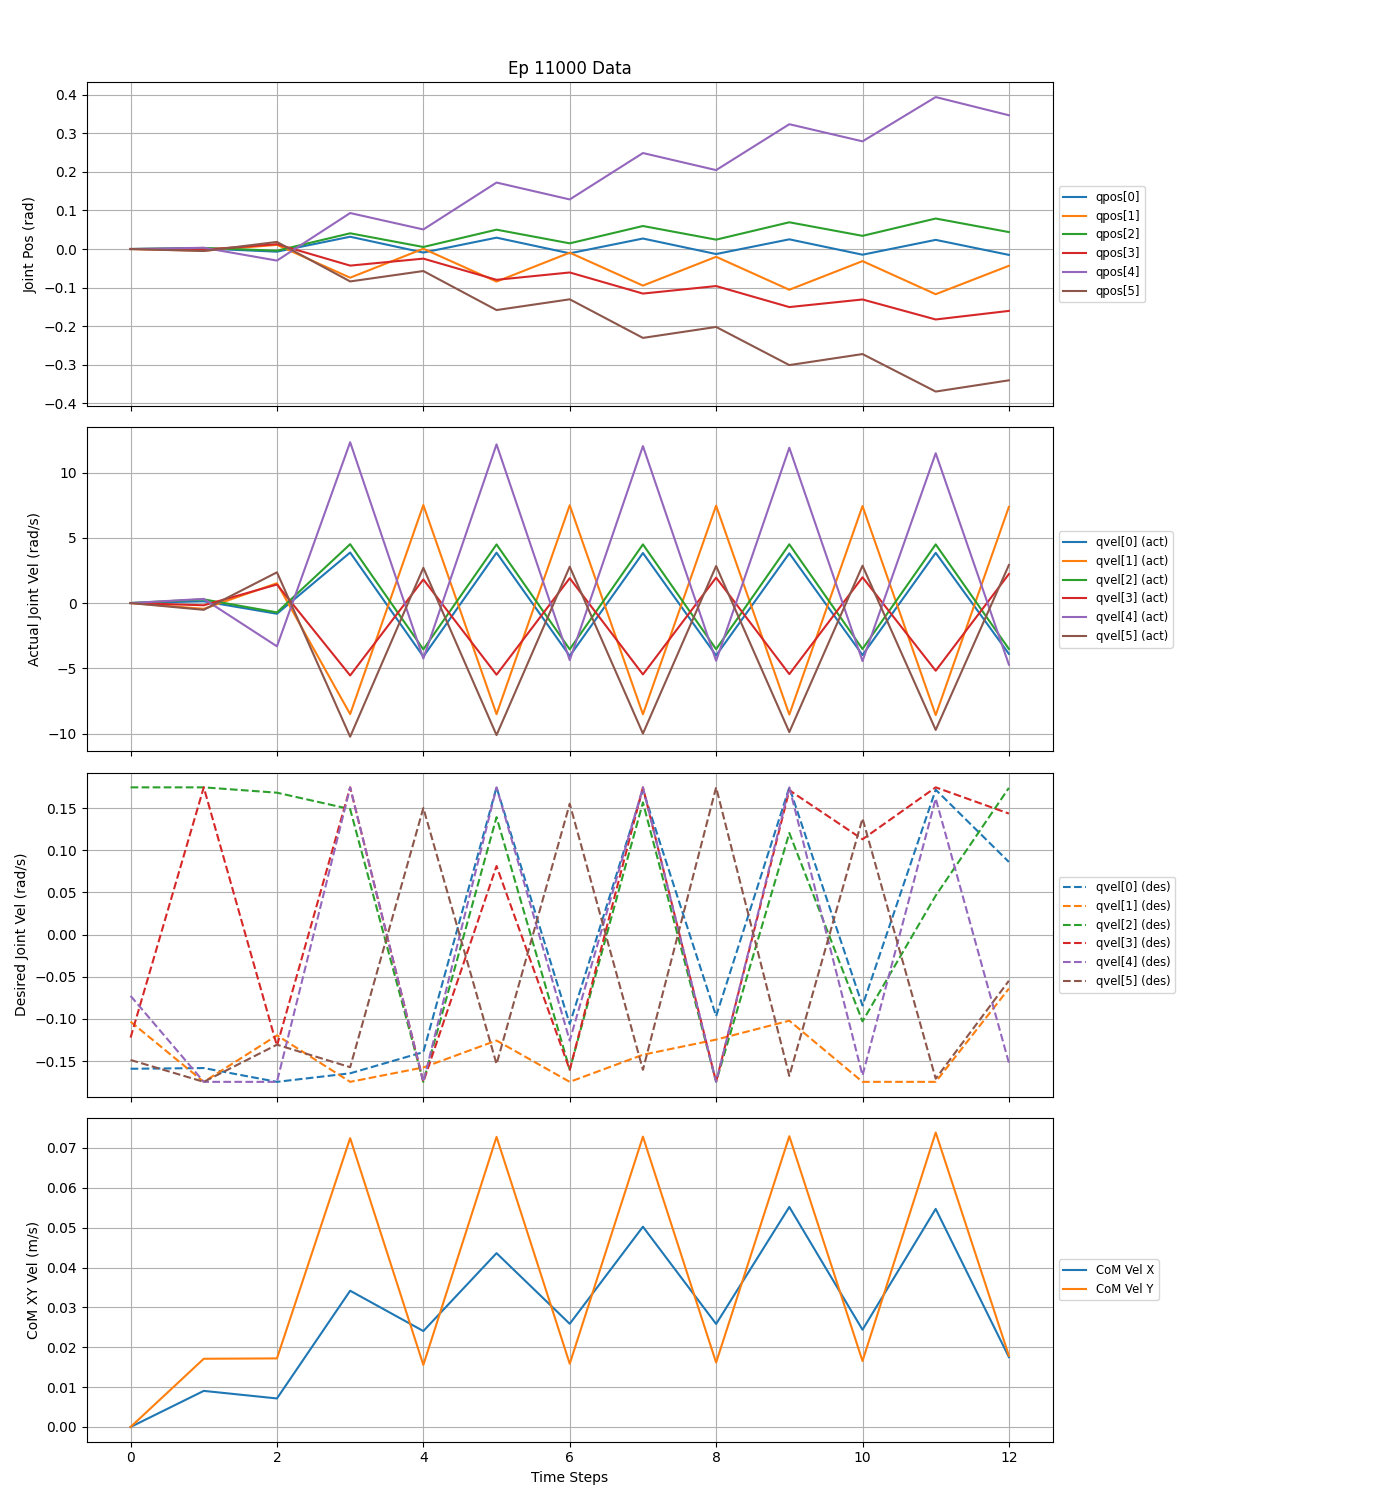 Ep 11000 Data
Joint Pos (rad)
0.4
0.3
0.2
0.1
0.0
−0.1
−0.2
−0.3
−0.4
qpos[0]
qpos[1]
qpos[2]
qpos[3]
qpos[4]
qpos[5]
Actual Joint Vel (rad/s)
10
5
0
−5
−10
qvel[0] (act)
qvel[1] (act)
qvel[2] (act)
qvel[3] (act)
qvel[4] (act)
qvel[5] (act)
Desired Joint Vel (rad/s)
0.15
0.10
0.05
0.00
−0.05
−0.10
−0.15
qvel[0] (des)
qvel[1] (des)
qvel[2] (des)
qvel[3] (des)
qvel[4] (des)
qvel[5] (des)
CoM XY Vel (m/s)
0.07
0.06
0.05
0.04
0.03
0.02
0.01
0.00
CoM Vel X
CoM Vel Y
0 2 4 6 8 10 12
Time Steps